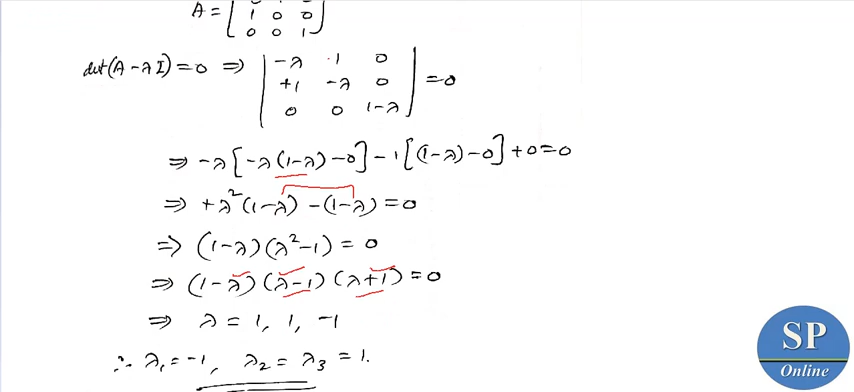 A = [
1 0 0
0 0 1 ]
det(A - λI) = 0 ⇒ | -λ 1 0
+1 -λ 0
0 0 1-λ | = 0
⇒ -λ[-λ(1-λ)-0] - 1[(1-λ)-0] + 0 = 0
⇒ +λ²(1-λ) - (1-λ) = 0
⇒ (1-λ)(λ²-1) = 0
⇒ (1-λ)(λ-1)(λ+1) = 0
⇒ λ = 1, 1, -1
∴ λ₁ = -1, λ₂ = λ₃ = 1.
SP
Online